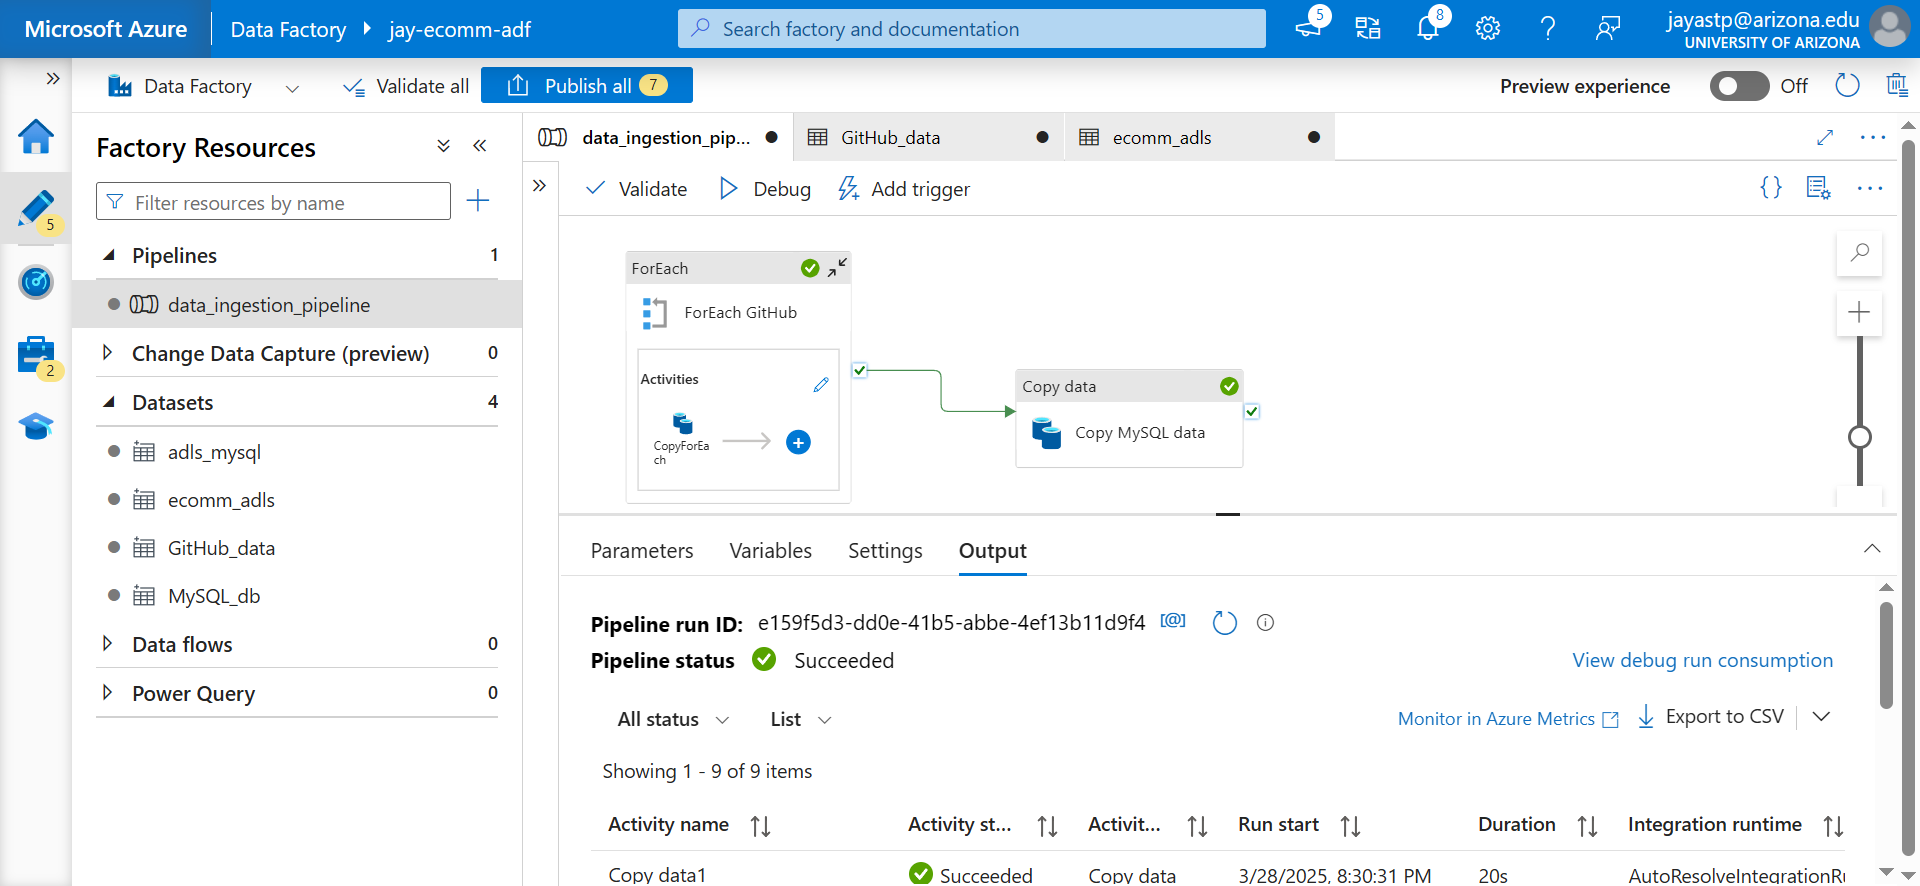 Microsoft Azure
Data Factory
jay-ecomm-adf
Search factory and documentation
5
8
jayastp@arizona.edu
UNIVERSITY OF ARIZONA
Data Factory
Validate all
Publish all
7
Preview experience
Off
5
2
Factory Resources
Filter resources by name
Pipelines
1
data_ingestion_pipeline
Change Data Capture (preview)
0
Datasets
4
adls_mysql
ecomm_adls
GitHub_data
MySQL_db
Data flows
0
Power Query
0
data_ingestion_pip...
GitHub_data
ecomm_adls
Validate
Debug
Add trigger
ForEach
ForEach GitHub
Activities
CopyForEa
ch
Copy data
Copy MySQL data
Parameters
Variables
Settings
Output
Pipeline run ID: e159f5d3-dd0e-41b5-abbe-4ef13b11d9f4
Pipeline status
Succeeded
View debug run consumption
All status
List
Monitor in Azure Metrics
Export to CSV
Showing 1 - 9 of 9 items
Activity name
Activity st...
Activit...
Run start
Duration
Integration runtime
Copy data1
Succeeded
Copy data
3/28/2025, 8:30:31 PM
20s
AutoResolveIntegrationRu